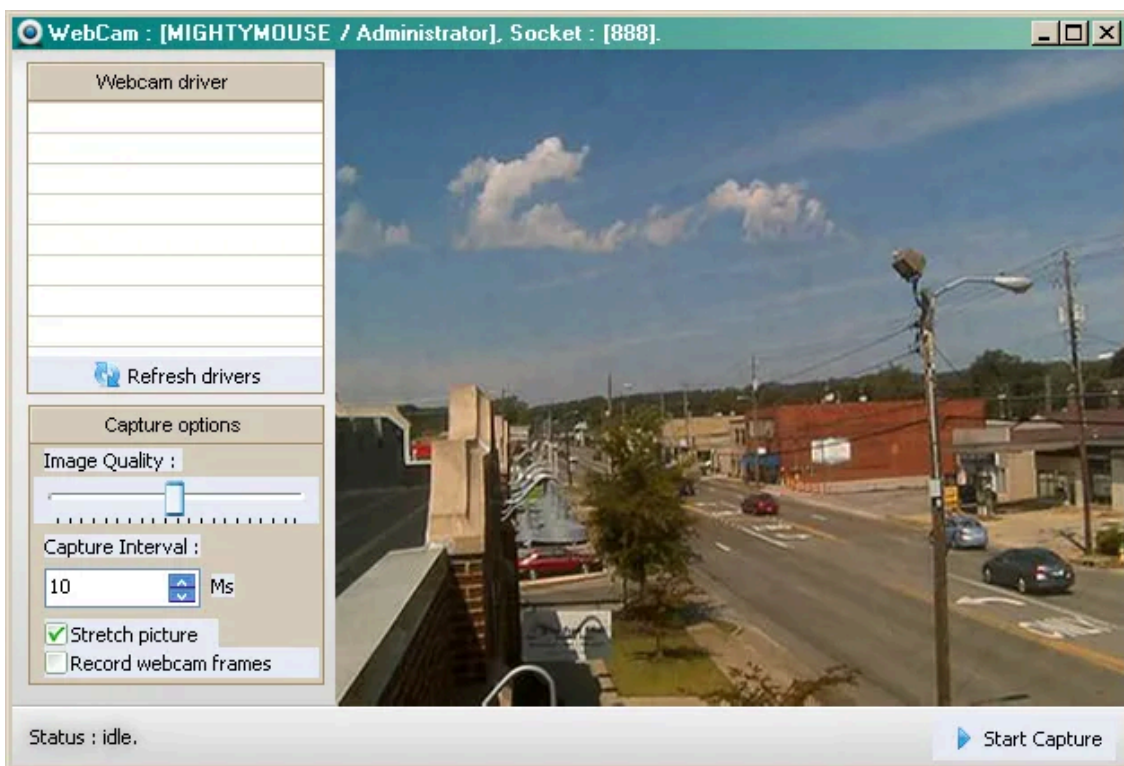 WebCam : [MIGHTYMOUSE / Administrator], Socket : [888].
Webcam driver
Refresh drivers
Capture options
Image Quality :
Capture Interval :
10 Ms
Stretch picture
Record webcam frames
Status : idle.
Start Capture